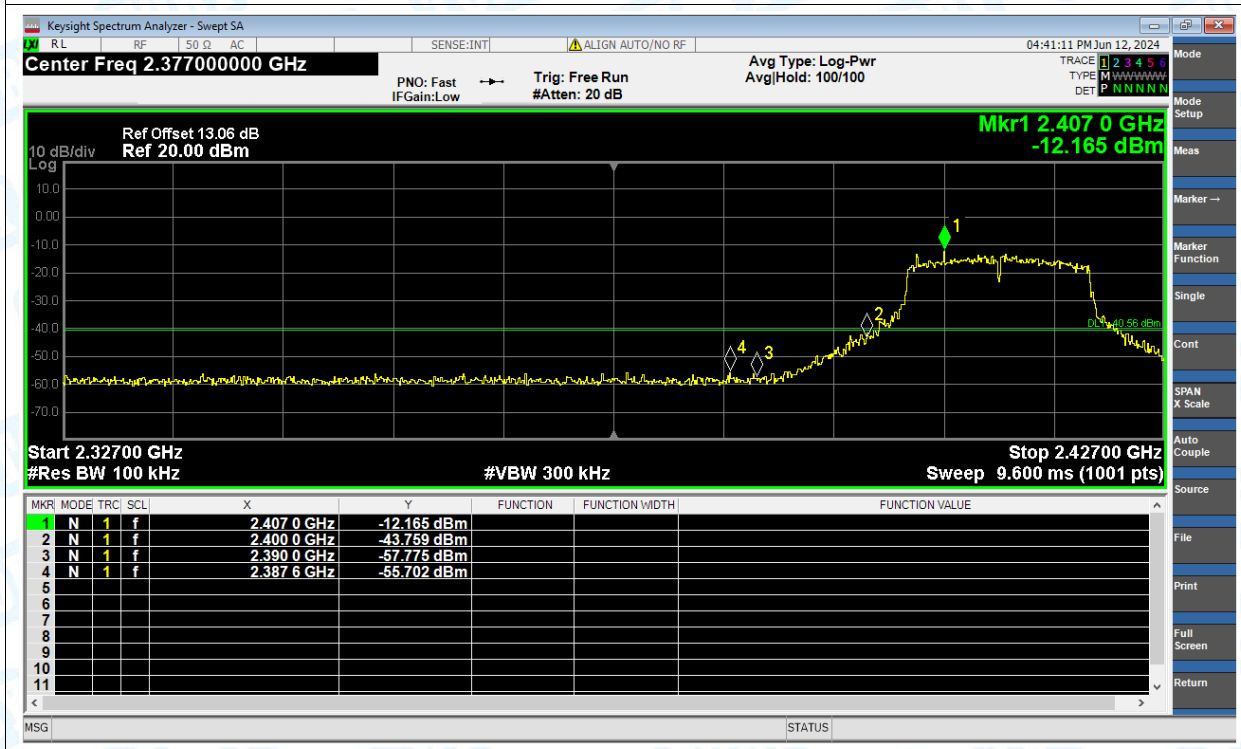 Keysight Spectrum Analyzer - Swept SA
LXI RL RF 50 Ω AC SENSE:INT ALIGN AUTO/NO RF 04:41:11 PM Jun 12, 2024
Center Freq 2.377000000 GHz
PNO: Fast
IFGain:Low
Trig: Free Run
#Atten: 20 dB
Avg Type: Log-Pwr
Avg|Hold: 100/100
TRACE 1 2 3 4 5 6
TYPE M WWWWW
DET P N N N N N
Mkr1 2.407 0 GHz
-12.165 dBm
Ref Offset 13.06 dB
10 dB/div Ref 20.00 dBm
Log
10.0
0.00
-10.0
-20.0
-30.0
-40.0
-50.0
-60.0
-70.0
1
2
3
4
Start 2.32700 GHz
Stop 2.42700 GHz
#Res BW 100 kHz
#VBW 300 kHz
Sweep 9.600 ms (1001 pts)
MKR MODE TRC SCL X Y FUNCTION FUNCTION WIDTH FUNCTION VALUE
1 N 1 f 2.407 0 GHz -12.165 dBm
2 N 1 f 2.400 0 GHz -43.759 dBm
3 N 1 f 2.390 0 GHz -57.775 dBm
4 N 1 f 2.387 6 GHz -55.702 dBm
5
6
7
8
9
10
11
MSG
STATUS
Mode
Mode
Setup
Meas
Marker →
Marker
Function
Single
Cont
SPAN
X Scale
Auto
Couple
Source
File
Print
Full
Screen
Return